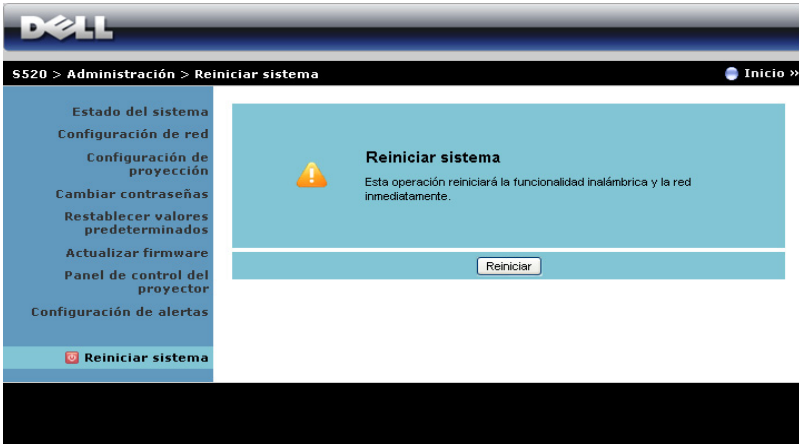 DELL
S520 > Administración > Reiniciar sistema
Inicio »
Estado del sistema
Configuración de red
Configuración de
proyección
Cambiar contraseñas
Restablecer valores
predeterminados
Actualizar firmware
Panel de control del
proyector
Configuración de alertas
Reiniciar sistema
Reiniciar sistema
Esta operación reiniciará la funcionalidad inalámbrica y la red
inmediatamente.
Reiniciar